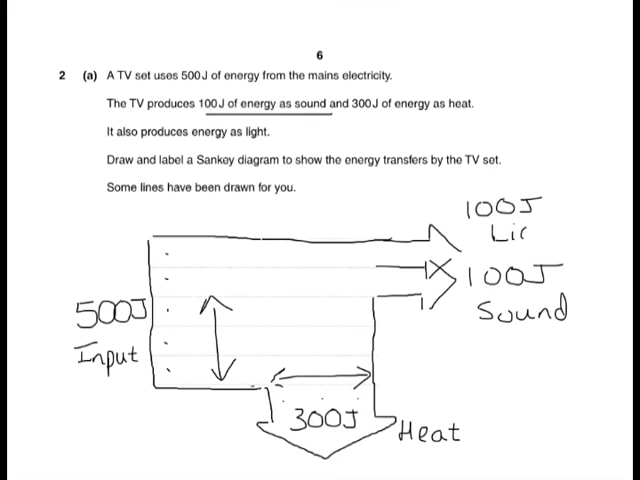 6
2 (a) A TV set uses 500J of energy from the mains electricity.
The TV produces 100J of energy as sound and 300J of energy as heat.
It also produces energy as light.
Draw and label a Sankey diagram to show the energy transfers by the TV set.
Some lines have been drawn for you.
100J
Lic
500J
Input
100J
Sound
300J
Heat